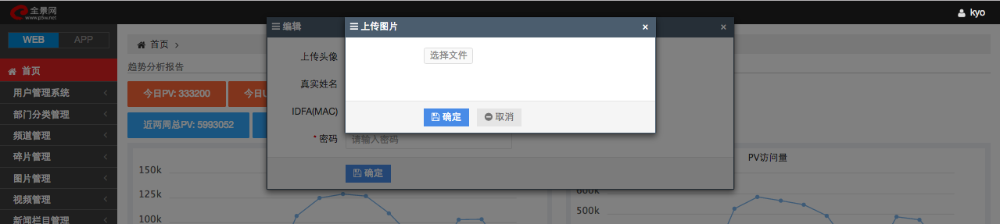 全景网
www.p5w.net
kyo
WEB
APP
首页
用户管理系统
部门分类管理
频道管理
碎片管理
图片管理
视频管理
新闻栏目管理
首页
趋势分析报告
今日PV: 333200
今日U
近两周总PV: 5993052
150k
125k
100k
编辑
×
上传头像
真实姓名
IDFA(MAC)
* 密码
请输入密码
确定
上传图片
×
选择文件
确定
取消
PV访问量
600k
500k